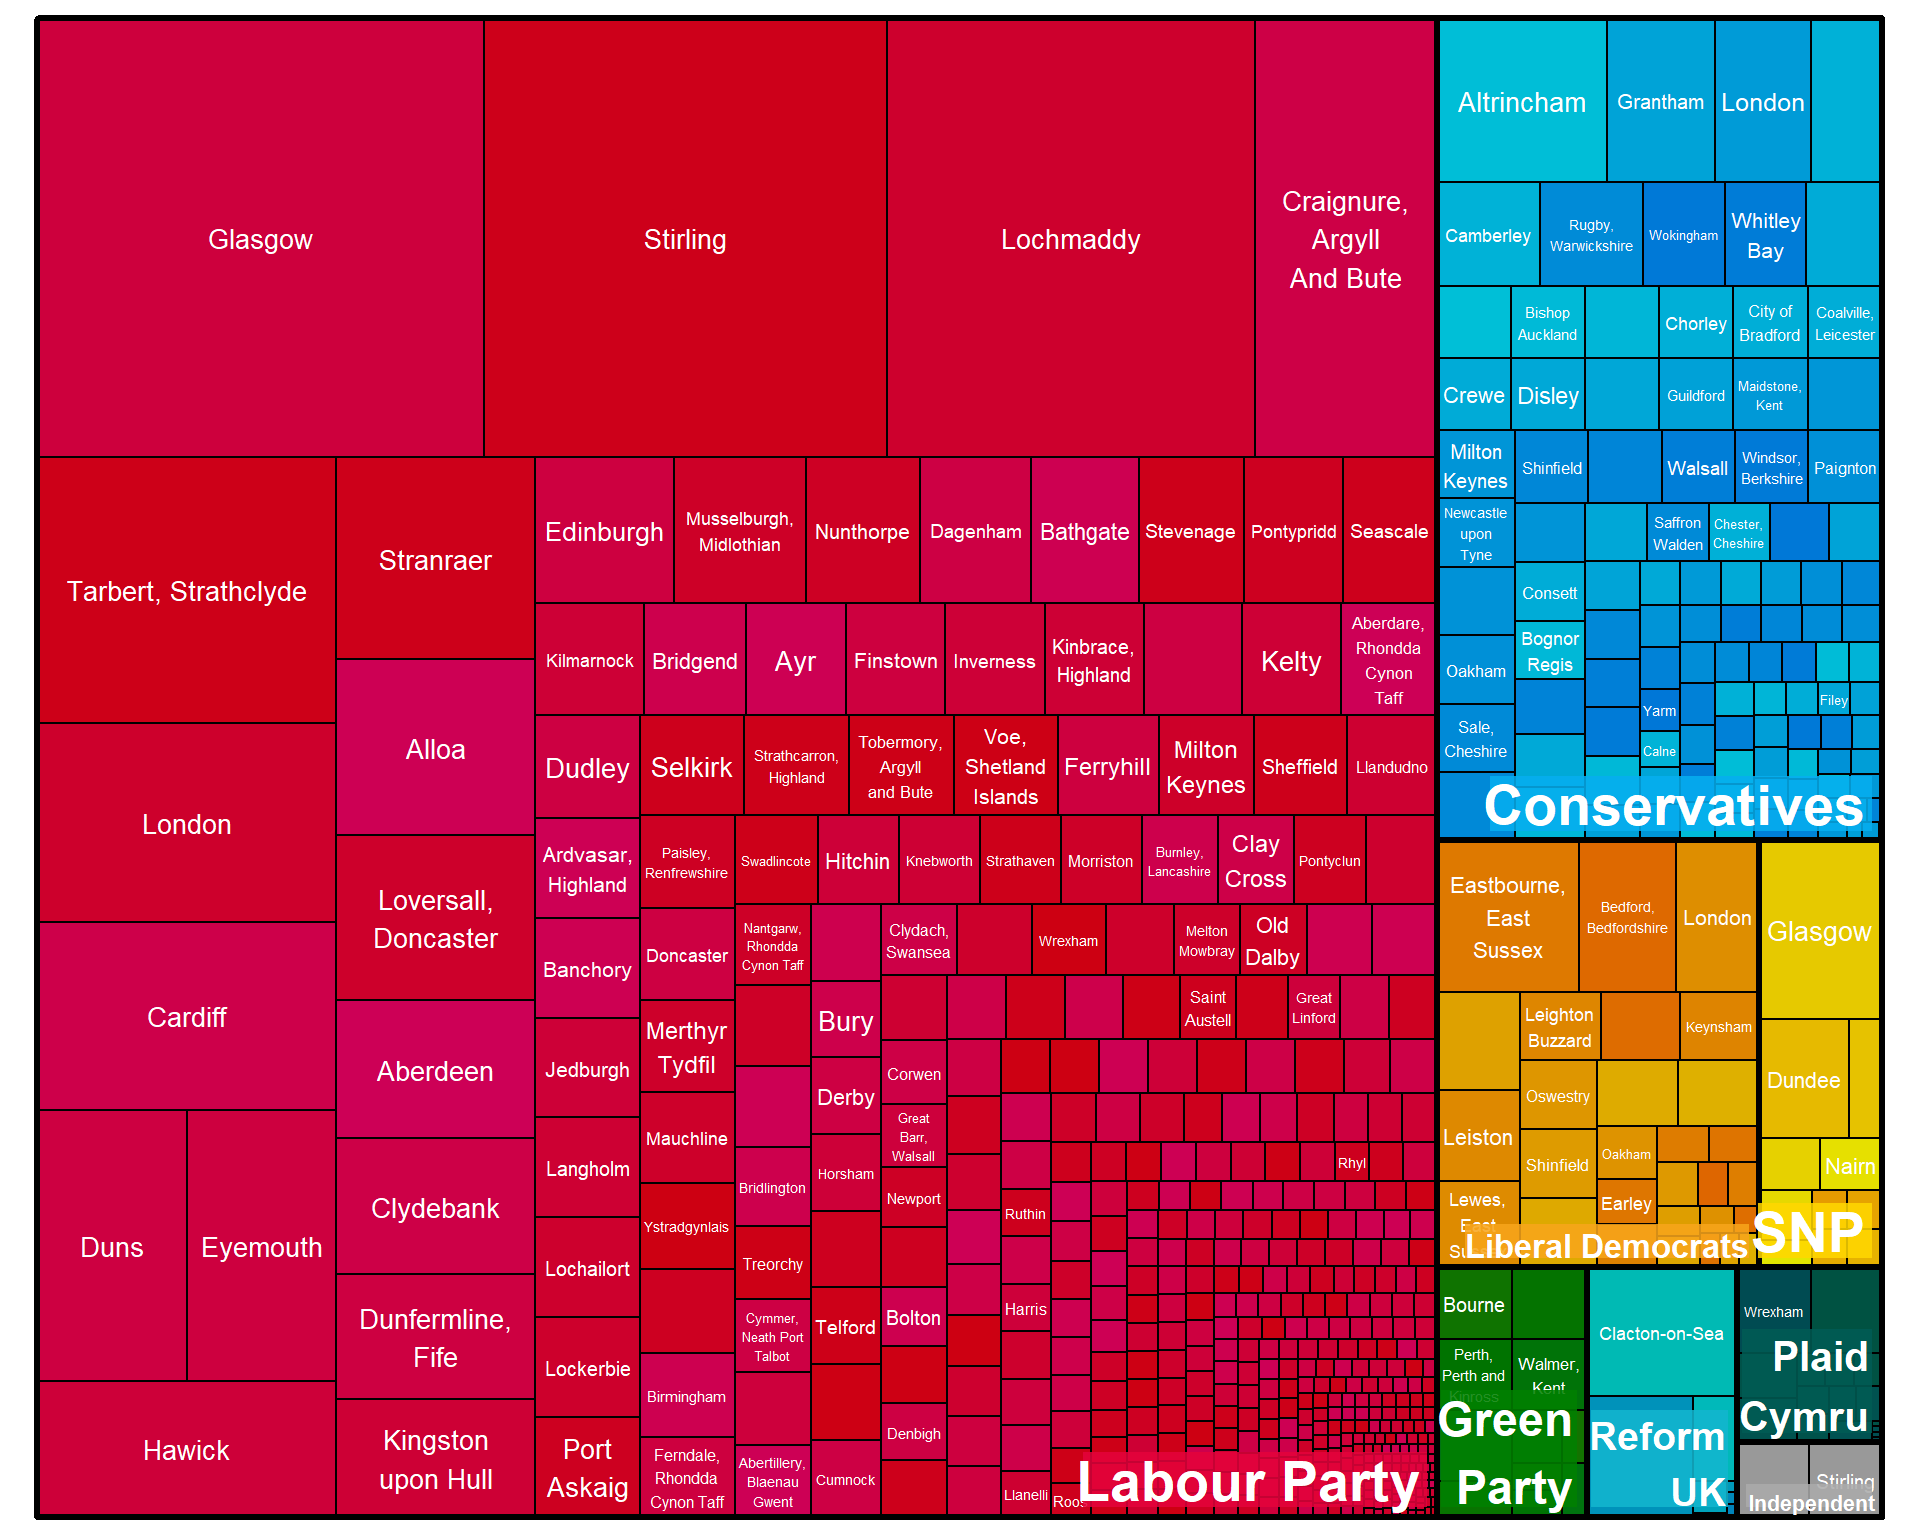 Glasgow
Stirling
Lochmaddy
Craignure,
Argyll
And Bute
Tarbert, Strathclyde
Stranraer
Alloa
London
Loversall,
Doncaster
Cardiff
Aberdeen
Duns
Eyemouth
Clydebank
Dunfermline,
Fife
Hawick
Kingston
upon Hull
Edinburgh
Musselburgh,
Midlothian
Nunthorpe
Dagenham
Bathgate
Stevenage
Pontypridd
Seascale
Kilmarnock
Bridgend
Ayr
Finstown
Inverness
Kinbrace,
Highland
Kelty
Aberdare,
Rhondda
Cynon
Taff
Dudley
Selkirk
Strathcarron,
Highland
Tobermory,
Argyll
and Bute
Voe,
Shetland
Islands
Ferryhill
Milton
Keynes
Sheffield
Llandudno
Ardvasar,
Highland
Paisley,
Renfrewshire
Swadlincote
Hitchin
Knebworth
Strathaven
Morriston
Burnley,
Lancashire
Clay
Cross
Pontyclun
Banchory
Doncaster
Nantgarw,
Rhondda
Cynon Taff
Clydach,
Swansea
Wrexham
Melton
Mowbray
Old
Dalby
Jedburgh
Merthyr
Tydfil
Bury
Saint
Austell
Great
Linford
Derby
Corwen
Langholm
Mauchline
Great
Barr,
Walsall
Rhyl
Bridlington
Horsham
Newport
Ruthin
Lochailort
Ystradgynlais
Treorchy
Lockerbie
Cymmer,
Neath Port
Talbot
Telford
Bolton
Harris
Birmingham
Port
Askaig
Ferndale,
Rhondda
Cynon Taff
Abertillery,
Blaenau
Gwent
Cumnock
Denbigh
Llanelli
Roos
Labour Party
Altrincham
Grantham
London
Camberley
Rugby,
Warwickshire
Wokingham
Whitley
Bay
Bishop
Auckland
Chorley
City of
Bradford
Coalville,
Leicester
Crewe
Disley
Guildford
Maidstone,
Kent
Milton
Keynes
Shinfield
Walsall
Windsor,
Berkshire
Paignton
Newcastle
upon
Tyne
Saffron
Walden
Chester,
Cheshire
Consett
Bognor
Regis
Oakham
Filey
Yarm
Sale,
Cheshire
Calne
Conservatives
Eastbourne,
East
Sussex
Bedford,
Bedfordshire
London
Leighton
Buzzard
Keynsham
Oswestry
Leiston
Shinfield
Oakham
Lewes,
East
Earley
Liberal Democrats
Glasgow
Dundee
Nairn
SNP
Bourne
Perth,
Perth and
Kinross
Walmer,
Kent
Green
Party
Clacton-on-Sea
Reform
UK
Wrexham
Plaid
Cymru
Stirling
Independent